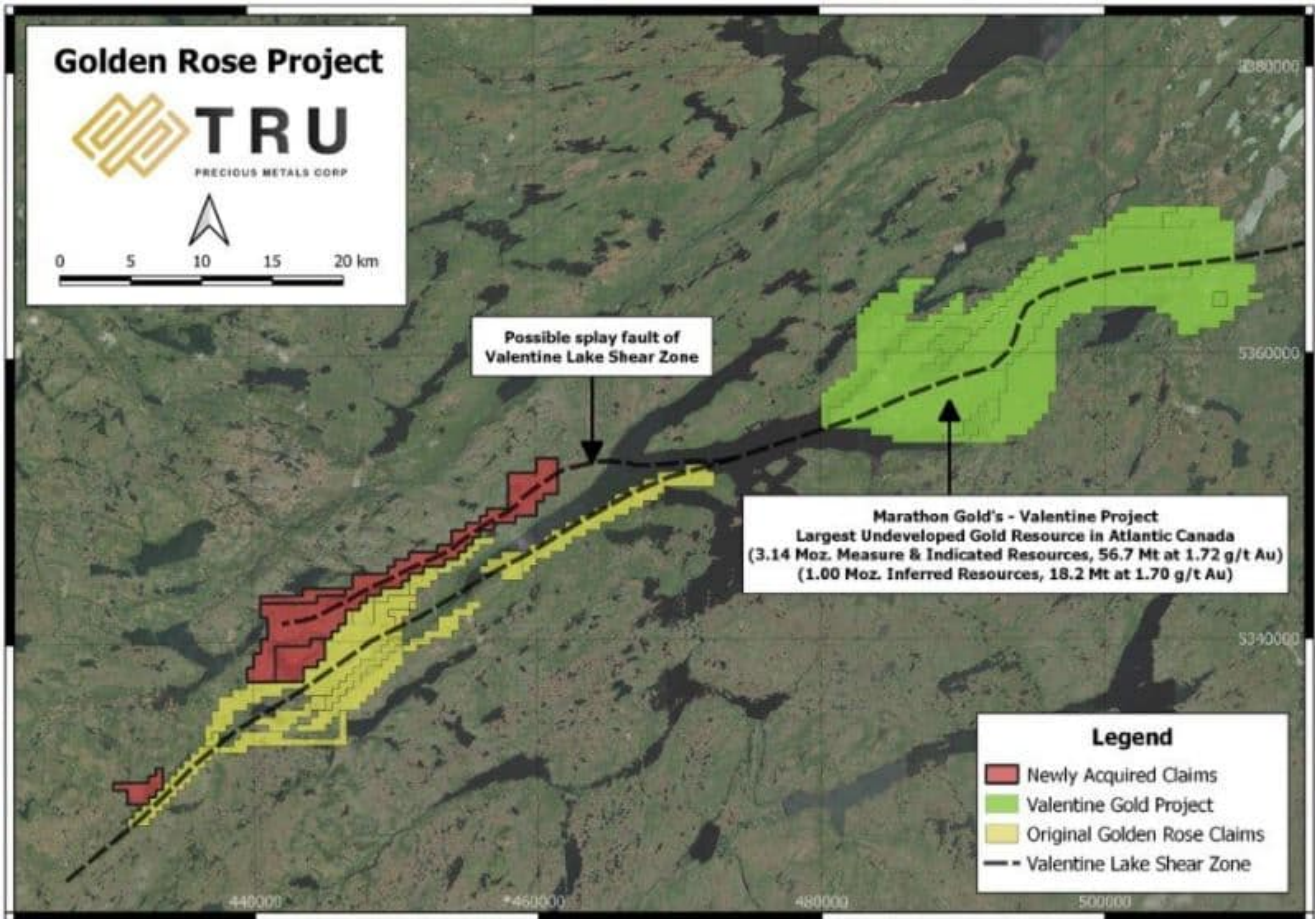 Golden Rose Project
TRU
PRECIOUS METALS CORP
0 5 10 15 20 km
Possible splay fault of
Valentine Lake Shear Zone
Marathon Gold's - Valentine Project
Largest Undeveloped Gold Resource in Atlantic Canada
(3.14 Moz. Measure & Indicated Resources, 56.7 Mt at 1.72 g/t Au)
(1.00 Moz. Inferred Resources, 18.2 Mt at 1.70 g/t Au)
5380000
5360000
5340000
Legend
Newly Acquired Claims
Valentine Gold Project
Original Golden Rose Claims
Valentine Lake Shear Zone
440000 460000 480000 500000